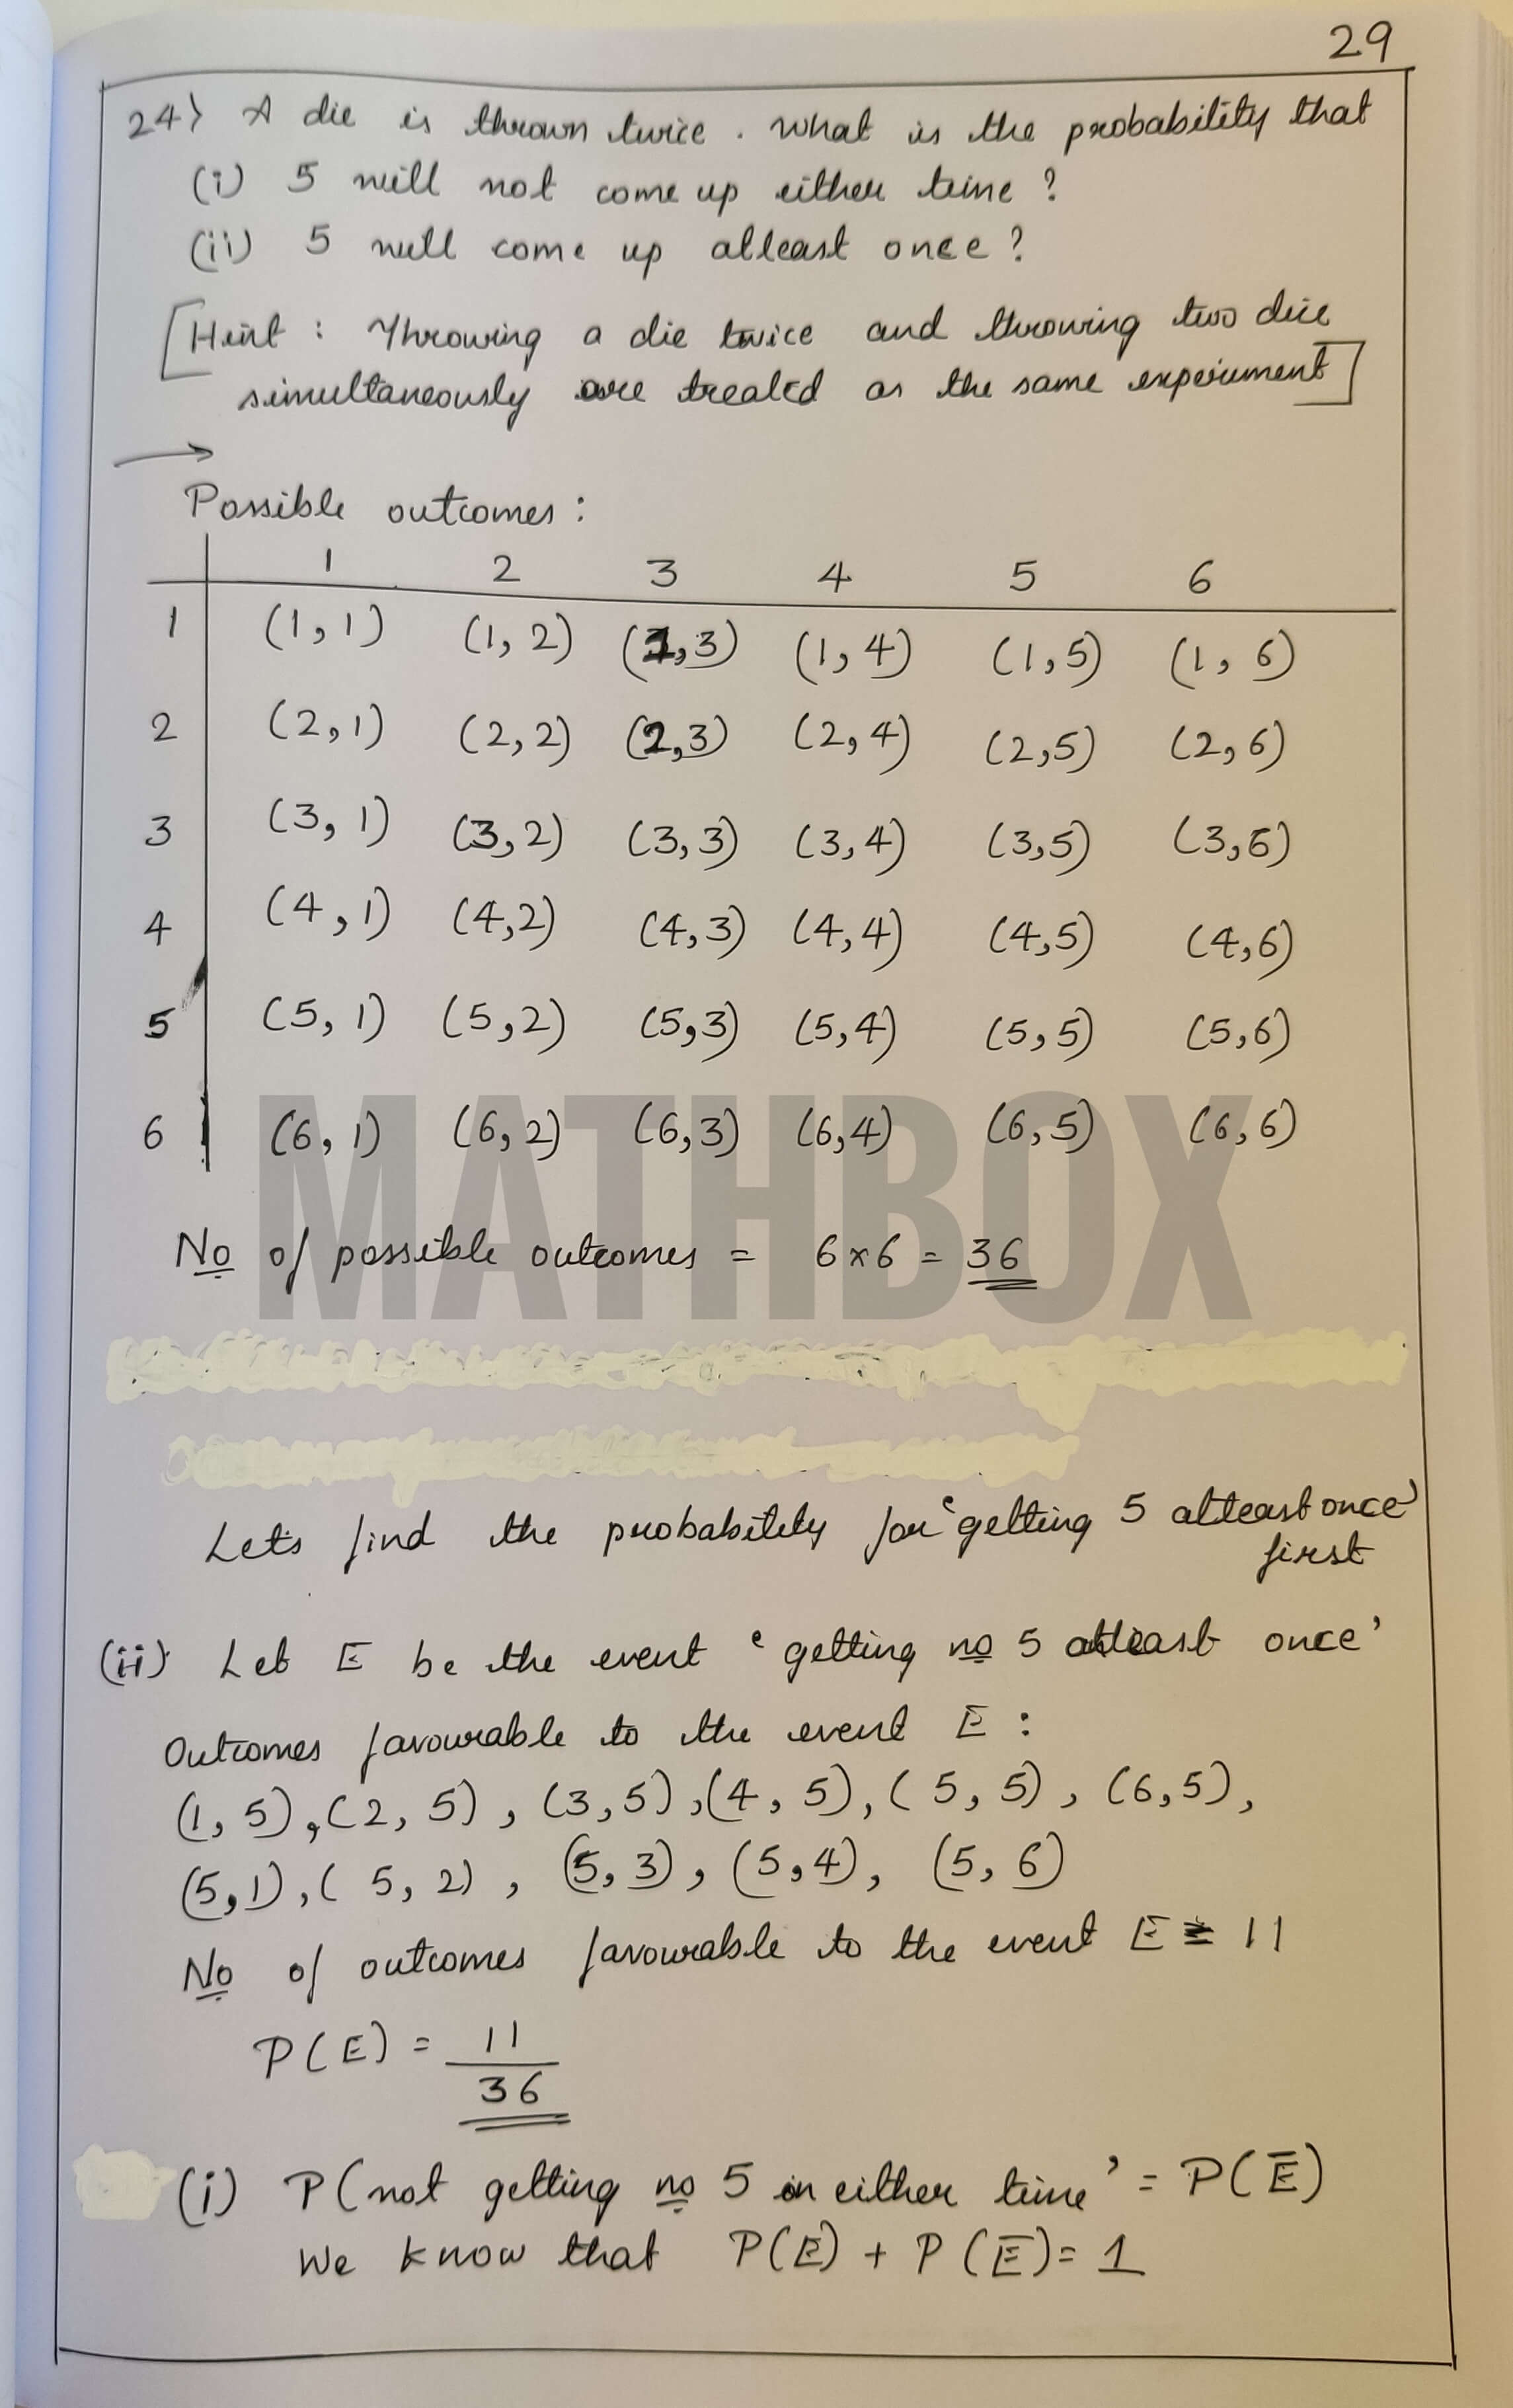 29
24) A die is thrown twice. What is the probability that
(i) 5 will not come up either time ?
(ii) 5 will come up atleast once ?
[Hint : Throwing a die twice and throwing two dice
simultaneously are treated as the same experiment]
Possible outcomes :
1 2 3 4 5 6
1 (1,1) (1,2) (1,3) (1,4) (1,5) (1,6)
2 (2,1) (2,2) (2,3) (2,4) (2,5) (2,6)
3 (3,1) (3,2) (3,3) (3,4) (3,5) (3,6)
4 (4,1) (4,2) (4,3) (4,4) (4,5) (4,6)
5 (5,1) (5,2) (5,3) (5,4) (5,5) (5,6)
6 (6,1) (6,2) (6,3) (6,4) (6,5) (6,6)
MATHBOX
No of possible outcomes = 6×6 = 36
Let's find the probability for 'getting 5 atleast once'
first
(ii) Let E be the event 'getting no 5 atleast once'
Outcomes favourable to the event E :
(1,5), (2,5), (3,5), (4,5), (5,5), (6,5),
(5,1), (5,2), (5,3), (5,4), (5,6)
No of outcomes favourable to the event E = 11
P(E) = 11
36
(i) P(not getting no 5 in either time' = P(Ē)
We know that P(E) + P(Ē) = 1